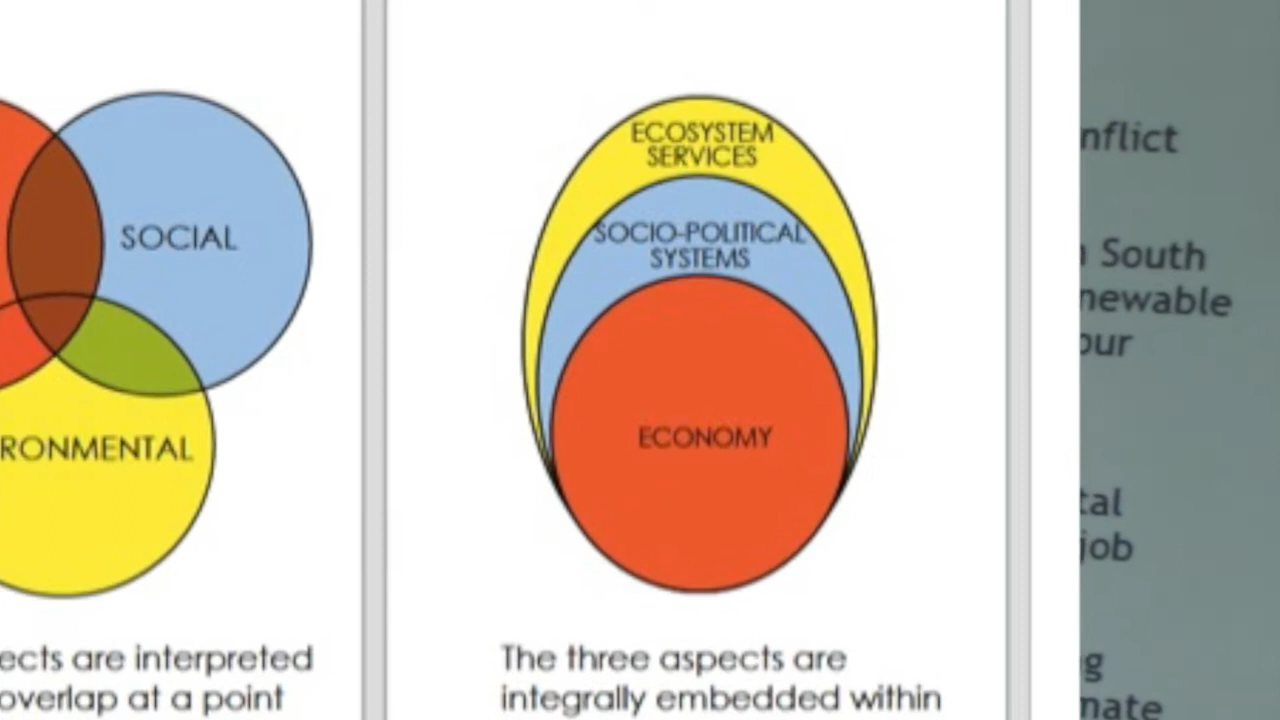 SOCIAL
RONMENTAL
ects are interpreted
overlap at a point
ECOSYSTEM
SERVICES
SOCIO-POLITICAL
SYSTEMS
ECONOMY
The three aspects are
integrally embedded within
nflict
South
newable
our
tal
job
g
mate